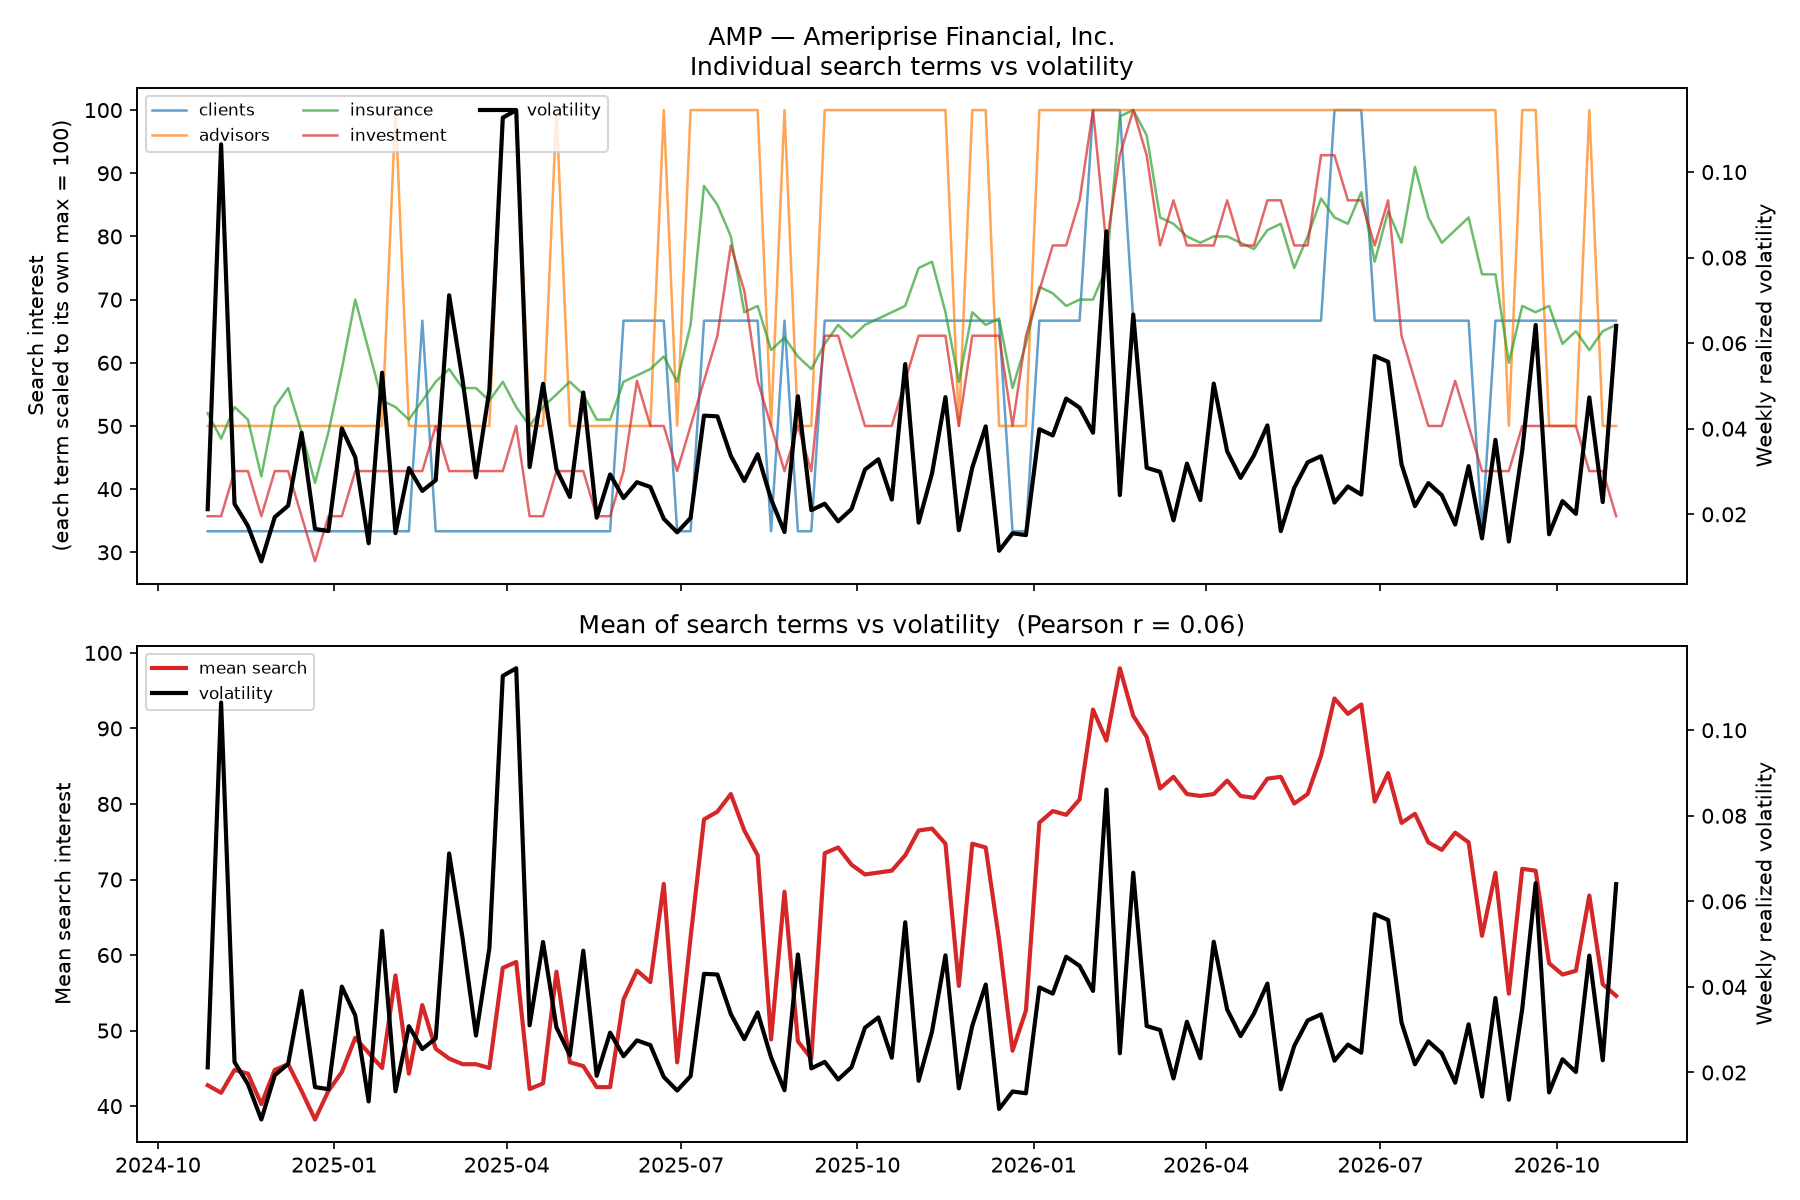 AMP — Ameriprise Financial, Inc.
Individual search terms vs volatility
clients
advisors
insurance
investment
volatility
Search interest
(each term scaled to its own max = 100)
100
90
80
70
60
50
40
30
0.10
0.08
0.06
0.04
0.02
Weekly realized volatility
Mean of search terms vs volatility (Pearson r = 0.06)
mean search
volatility
Mean search interest
100
90
80
70
60
50
40
0.10
0.08
0.06
0.04
0.02
Weekly realized volatility
2024-10
2025-01
2025-04
2025-07
2025-10
2026-01
2026-04
2026-07
2026-10